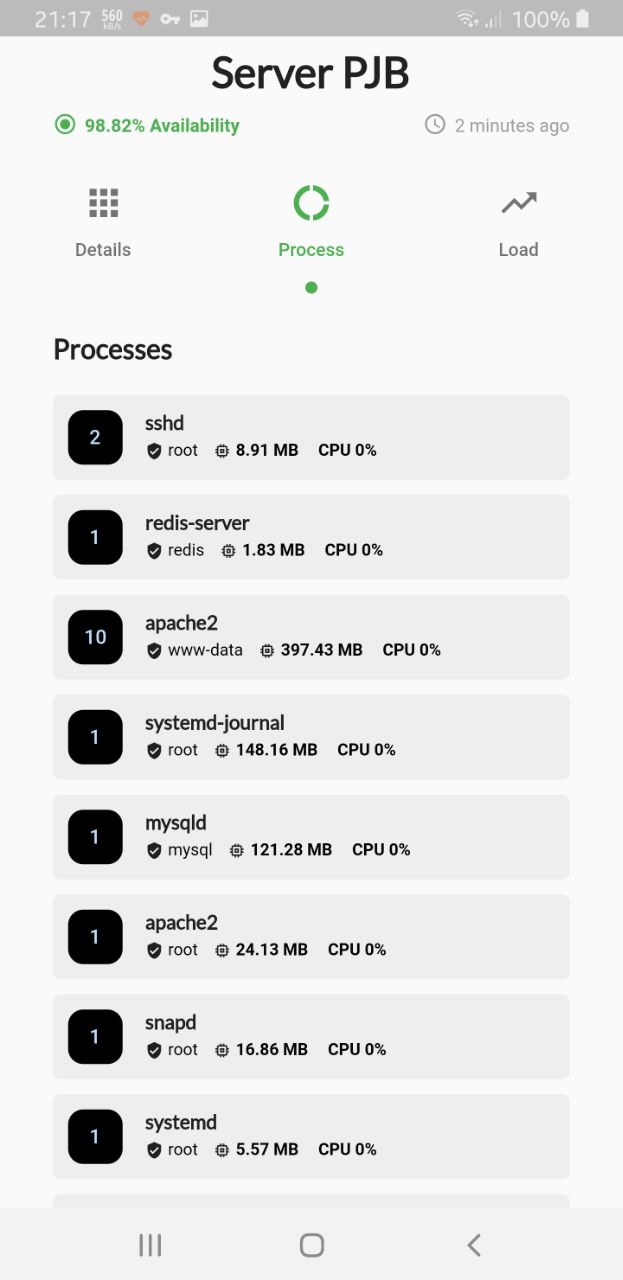 21:17 560 kB/s 100%
Server PJB
98.82% Availability 2 minutes ago
Details Process Load
Processes
2 sshd
root 8.91 MB CPU 0%
1 redis-server
redis 1.83 MB CPU 0%
10 apache2
www-data 397.43 MB CPU 0%
1 systemd-journal
root 148.16 MB CPU 0%
1 mysqld
mysql 121.28 MB CPU 0%
1 apache2
root 24.13 MB CPU 0%
1 snapd
root 16.86 MB CPU 0%
1 systemd
root 5.57 MB CPU 0%